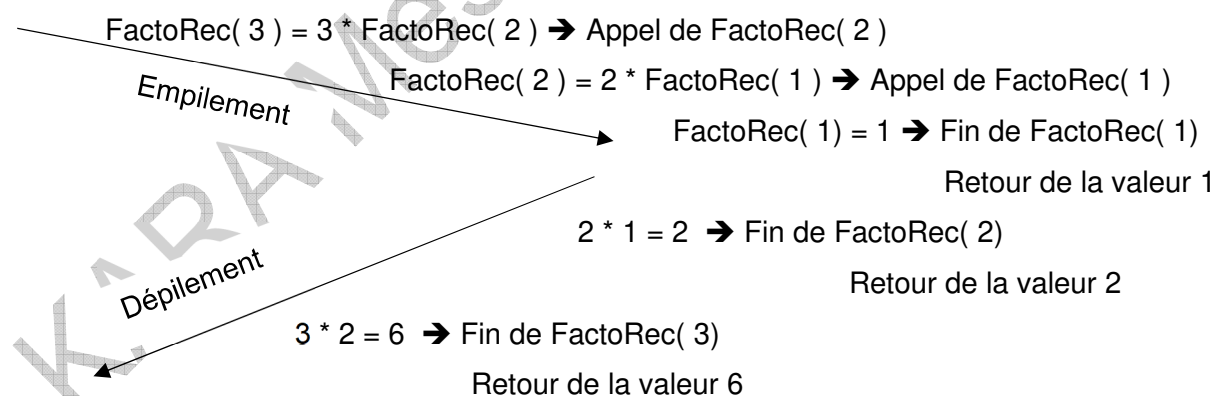 FactoRec( 3 ) = 3 * FactoRec( 2 ) ➔ Appel de FactoRec( 2 )
Empilement
FactoRec( 2 ) = 2 * FactoRec( 1 ) ➔ Appel de FactoRec( 1 )
FactoRec( 1) = 1 ➔ Fin de FactoRec( 1)
Retour de la valeur 1
2 * 1 = 2 ➔ Fin de FactoRec( 2)
Dépilement
Retour de la valeur 2
3 * 2 = 6 ➔ Fin de FactoRec( 3)
Retour de la valeur 6